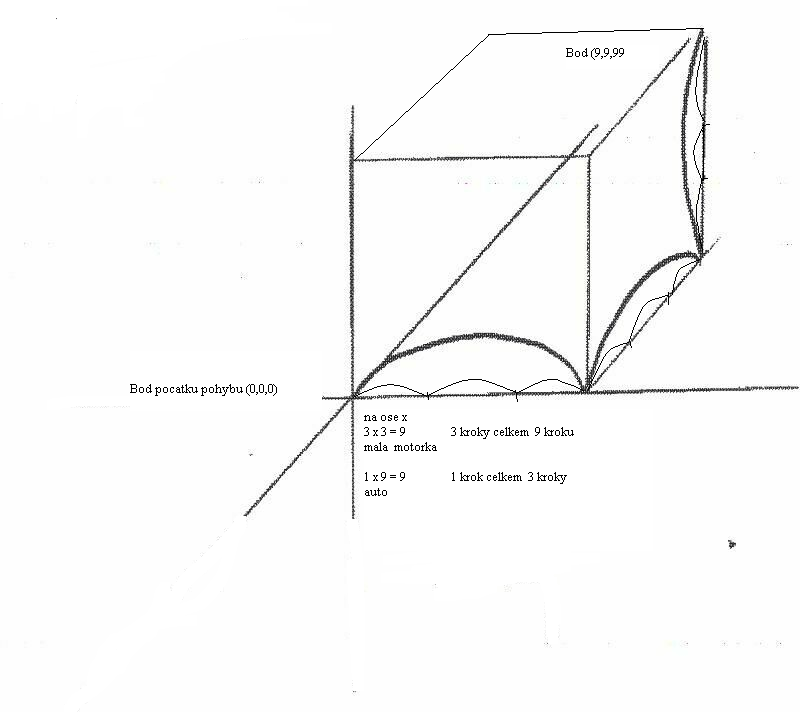 Bod (9,9,99
Bod pocatku pohybu (0,0,0)
na ose x
3 x 3 = 9 3 kroky celkem 9 kroku
mala motorka
1 x 9 = 9 1 krok celkem 3 kroky
auto